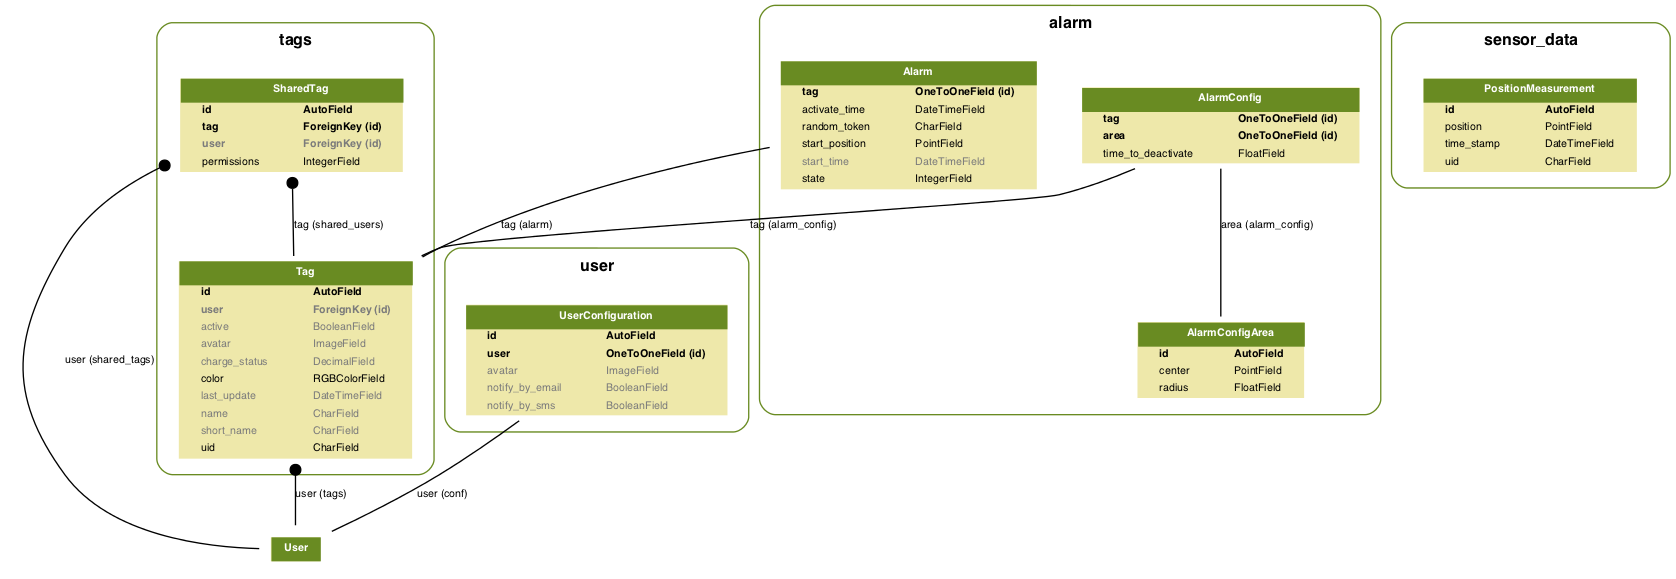 tags
SharedTag
id AutoField
tag ForeignKey (id)
user ForeignKey (id)
permissions IntegerField
tag (shared_users)
Tag
id AutoField
user ForeignKey (id)
active BooleanField
avatar ImageField
charge_status DecimalField
color RGBColorField
last_update DateTimeField
name CharField
short_name CharField
uid CharField
user (shared_tags)
user (tags)
User
user (conf)
user
UserConfiguration
id AutoField
user OneToOneField (id)
avatar ImageField
notify_by_email BooleanField
notify_by_sms BooleanField
tag (alarm)
tag (alarm_config)
alarm
Alarm
tag OneToOneField (id)
activate_time DateTimeField
random_token CharField
start_position PointField
start_time DateTimeField
state IntegerField
AlarmConfig
tag OneToOneField (id)
area OneToOneField (id)
time_to_deactivate FloatField
area (alarm_config)
AlarmConfigArea
id AutoField
center PointField
radius FloatField
sensor_data
PositionMeasurement
id AutoField
position PointField
time_stamp DateTimeField
uid CharField